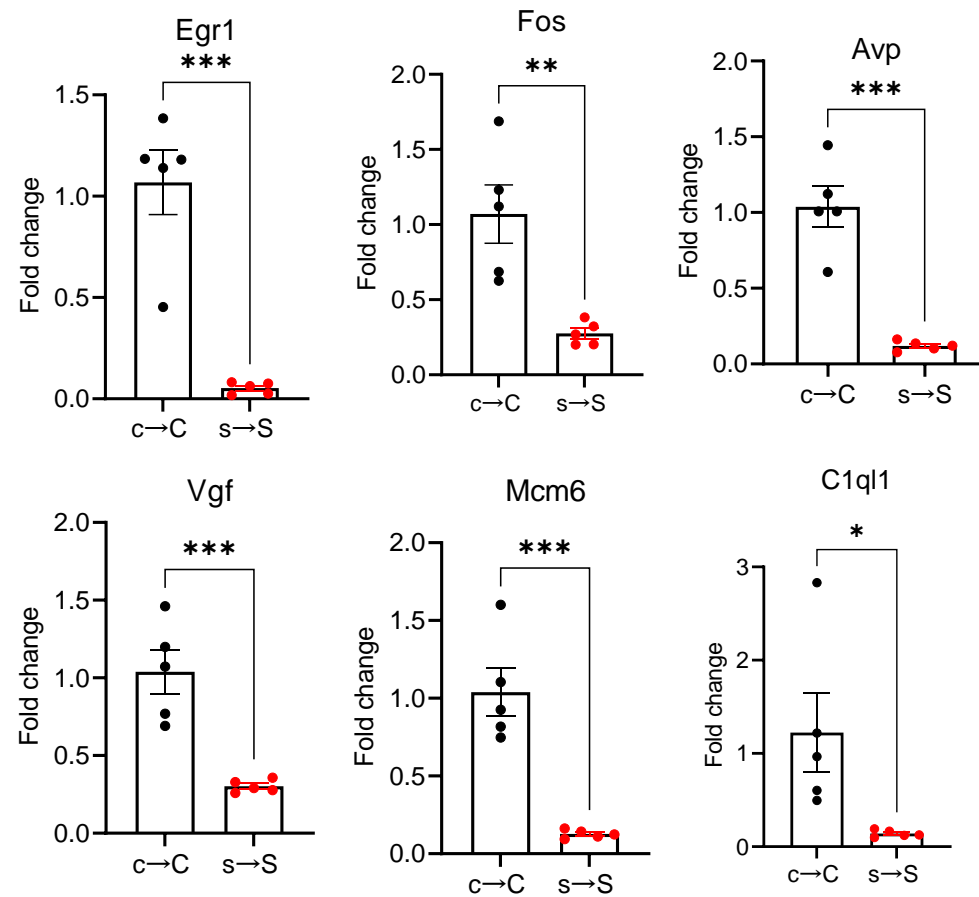 Egr1
***
Fold change
1.5
1.0
0.5
0.0
c→C s→S
Fos
**
Fold change
2.0
1.5
1.0
0.5
0.0
c→C s→S
Avp
***
Fold change
2.0
1.5
1.0
0.5
0.0
c→C s→S
Vgf
***
Fold change
2.0
1.5
1.0
0.5
0.0
c→C s→S
Mcm6
***
Fold change
2.0
1.5
1.0
0.5
0.0
c→C s→S
C1ql1
*
Fold change
3
2
1
0
c→C s→S